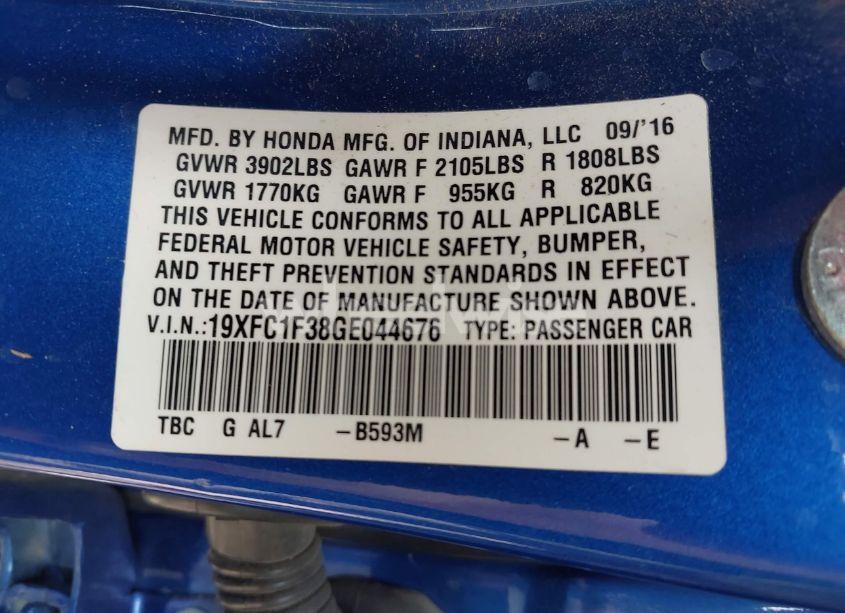 MFD. BY HONDA MFG. OF INDIANA, LLC 09/'16
GVWR 3902LBS GAWR F 2105LBS R 1808LBS
GVWR 1770KG GAWR F 955KG R 820KG
THIS VEHICLE CONFORMS TO ALL APPLICABLE
FEDERAL MOTOR VEHICLE SAFETY, BUMPER,
AND THEFT PREVENTION STANDARDS IN EFFECT
ON THE DATE OF MANUFACTURE SHOWN ABOVE.
V.I.N.:19XFC1F38GE044676 TYPE: PASSENGER CAR
TBC G AL7 -B593M -A -E